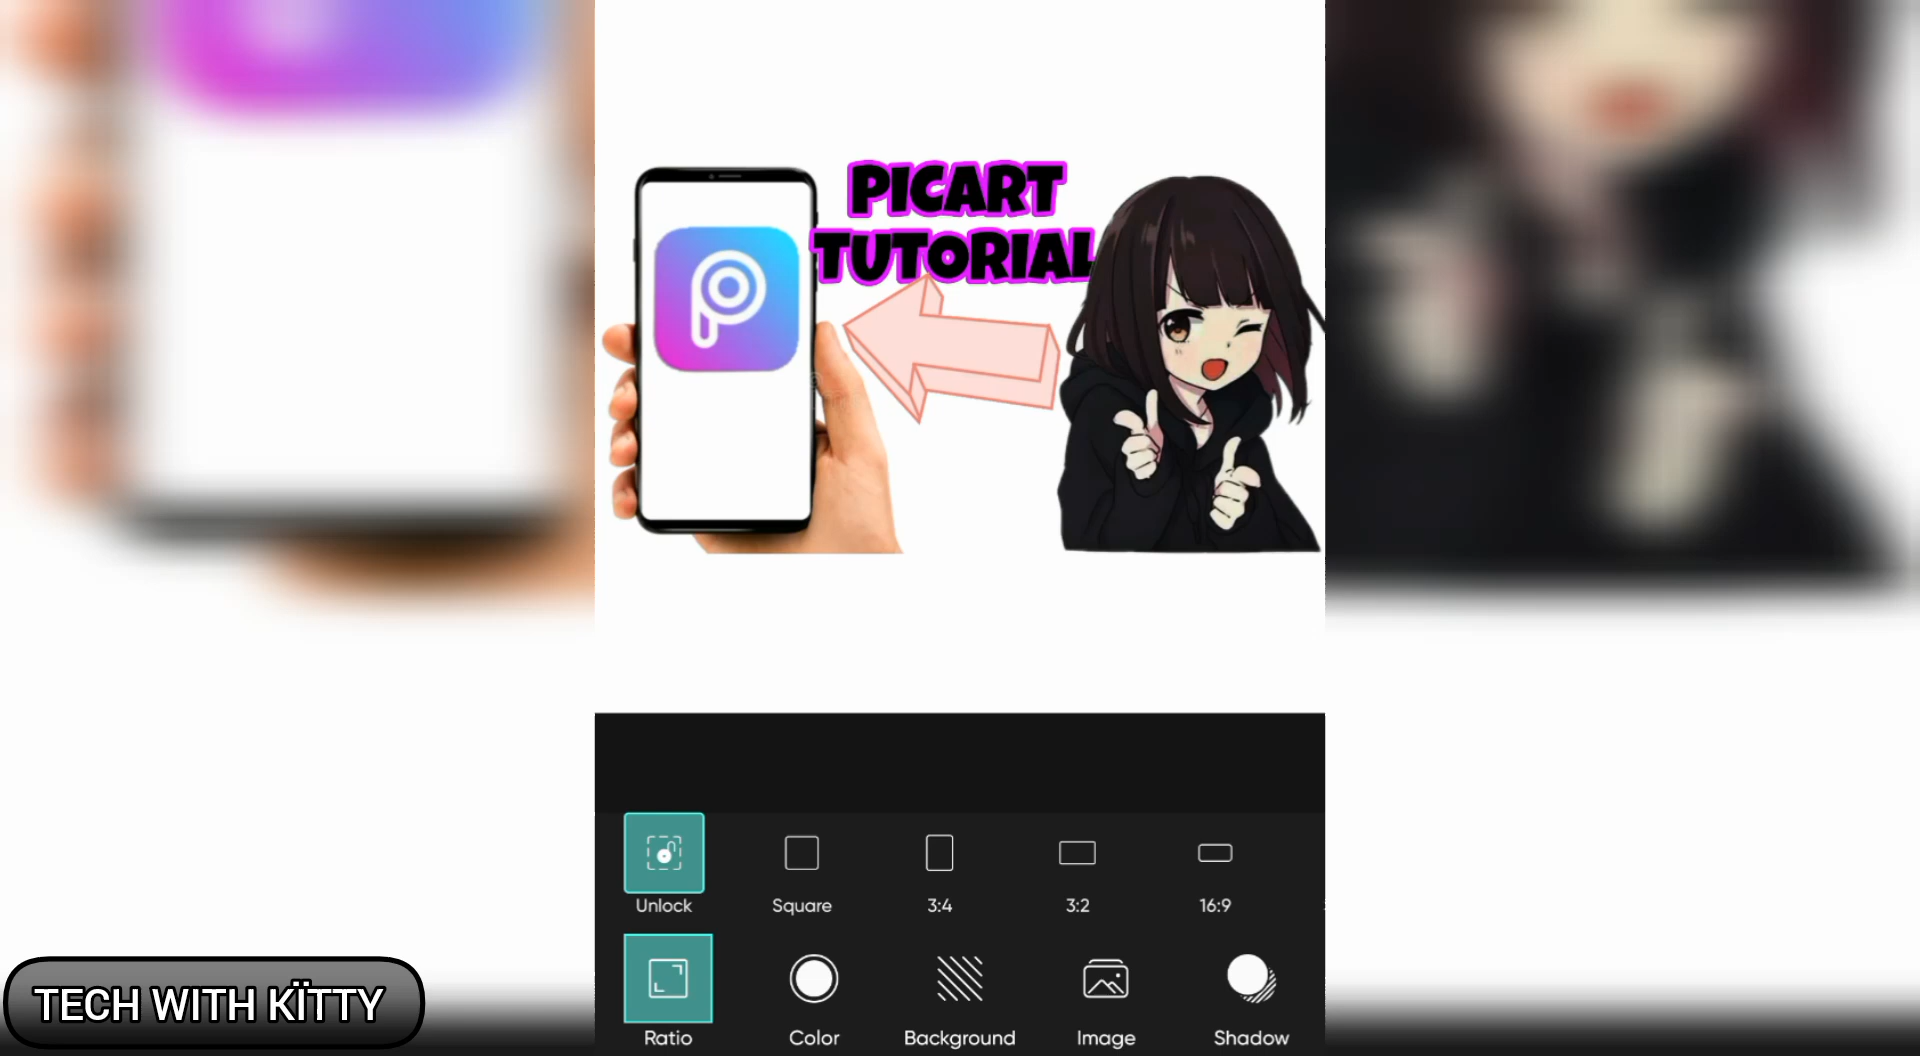 PICART
TUTORIAL
Unlock
Square
3:4
3:2
16:9
Ratio
Color
Background
Image
Shadow
TECH WITH KÏTTY